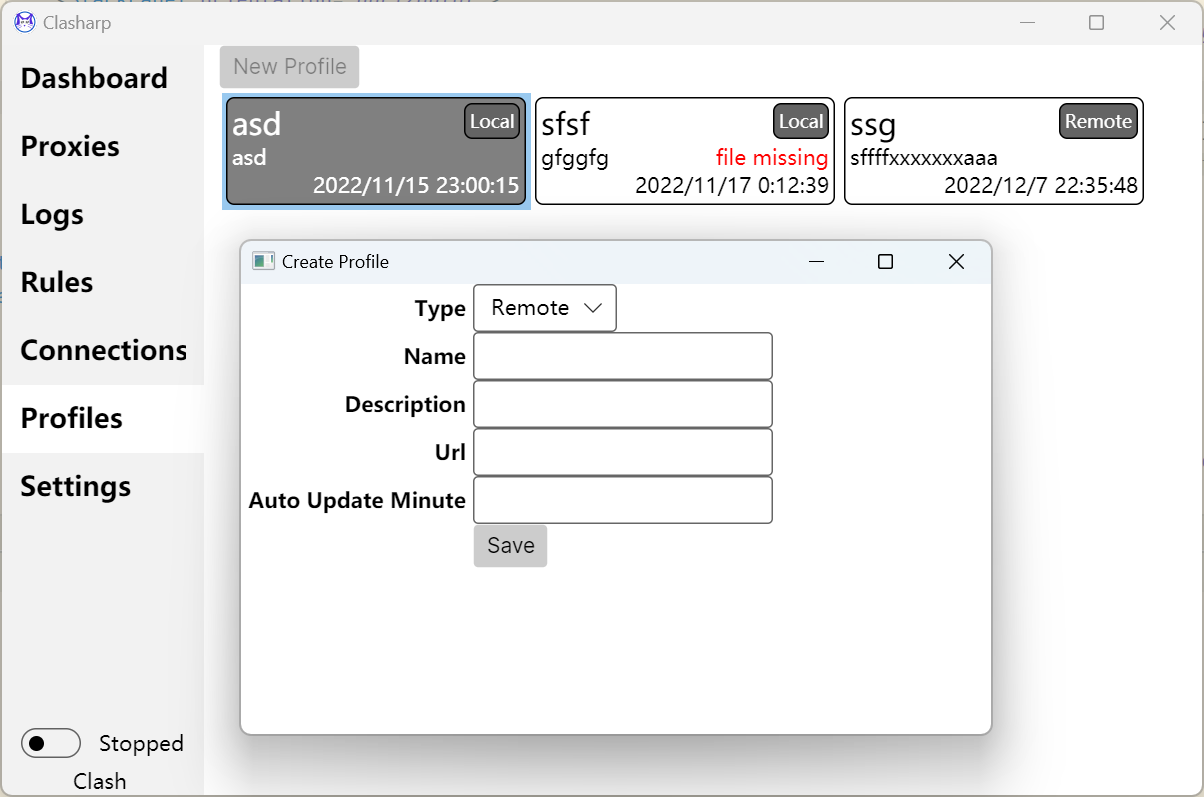 Clasharp
Dashboard
Proxies
Logs
Rules
Connections
Profiles
Settings
Stopped
Clash
New Profile
asd Local
asd
2022/11/15 23:00:15
sfsf Local
gfggfg file missing
2022/11/17 0:12:39
ssg Remote
sffffxxxxxxxaaa
2022/12/7 22:35:48
Create Profile
Type Remote
Name
Description
Url
Auto Update Minute
Save